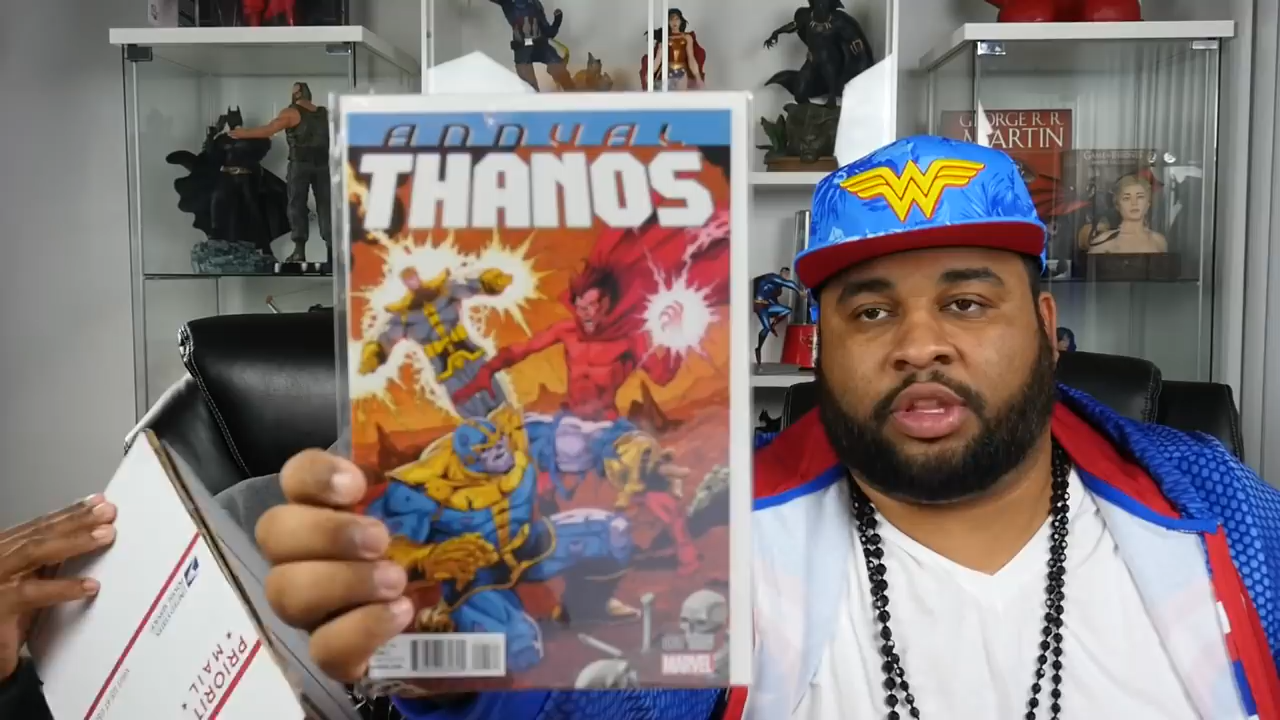 ANNUAL
THANOS
MARVEL
GEORGE R. R.
MARTIN
W
PRIORITY
MAIL